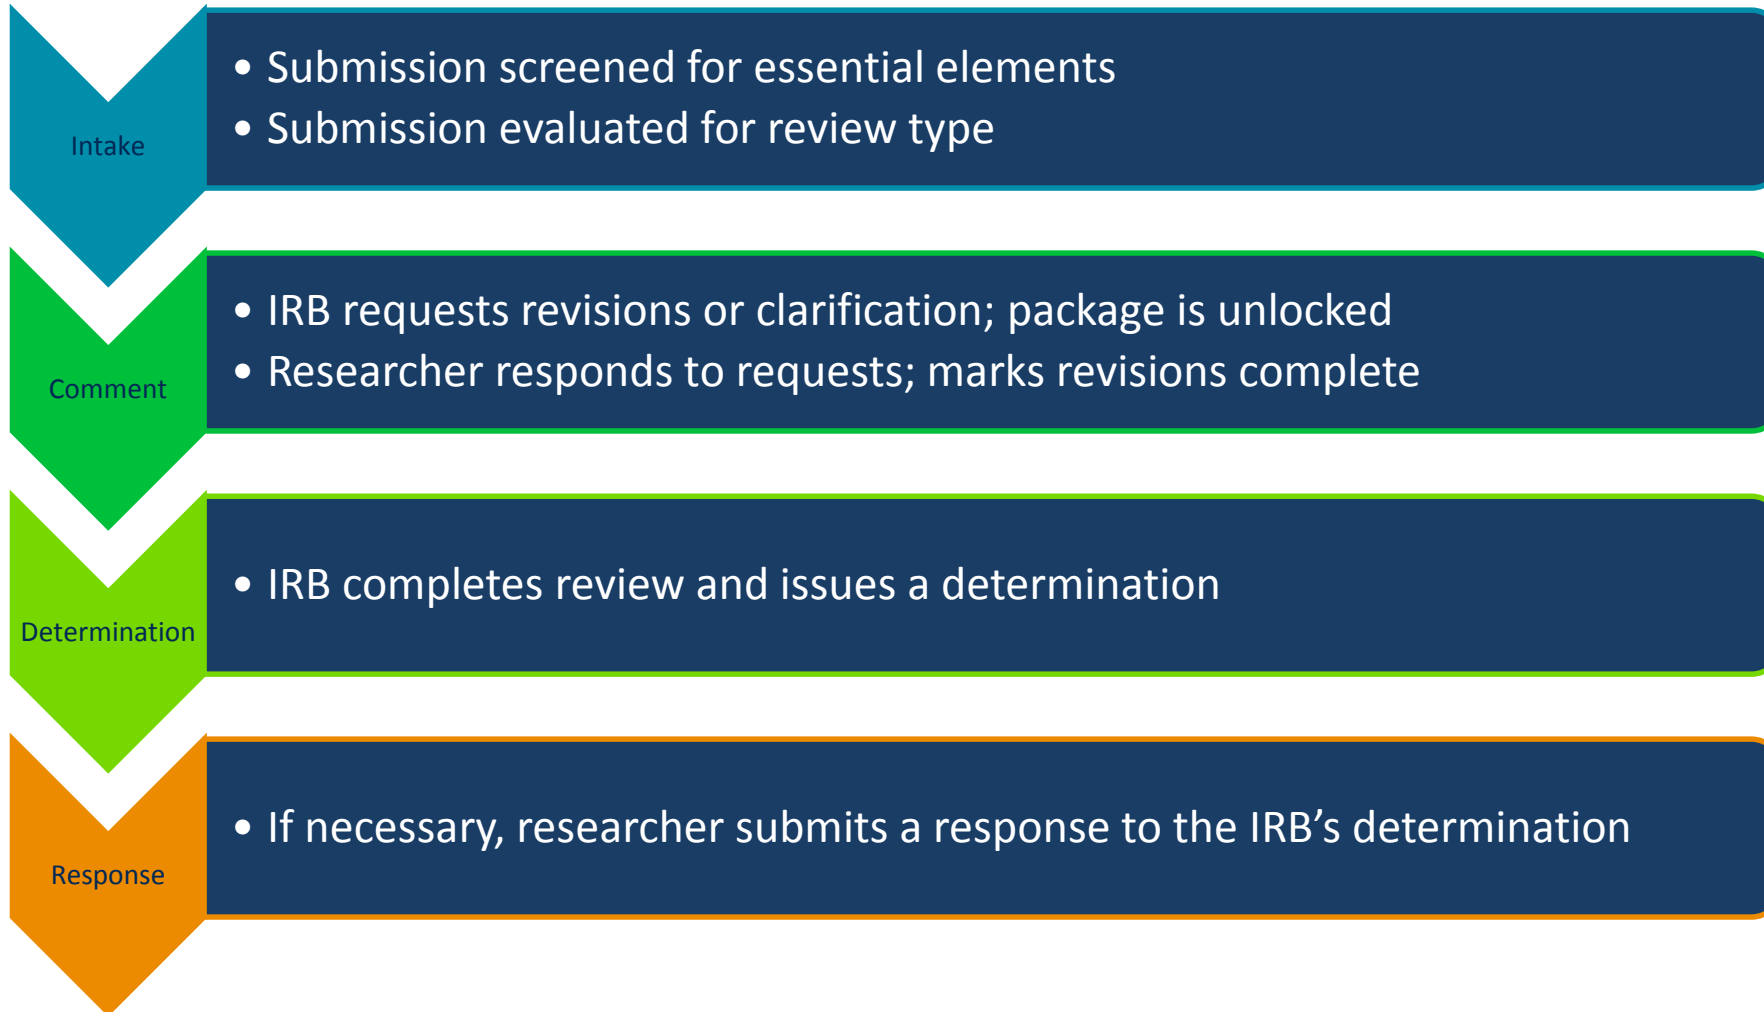 Intake
• Submission screened for essential elements
• Submission evaluated for review type
Comment
• IRB requests revisions or clarification; package is unlocked
• Researcher responds to requests; marks revisions complete
Determination
• IRB completes review and issues a determination
Response
• If necessary, researcher submits a response to the IRB’s determination